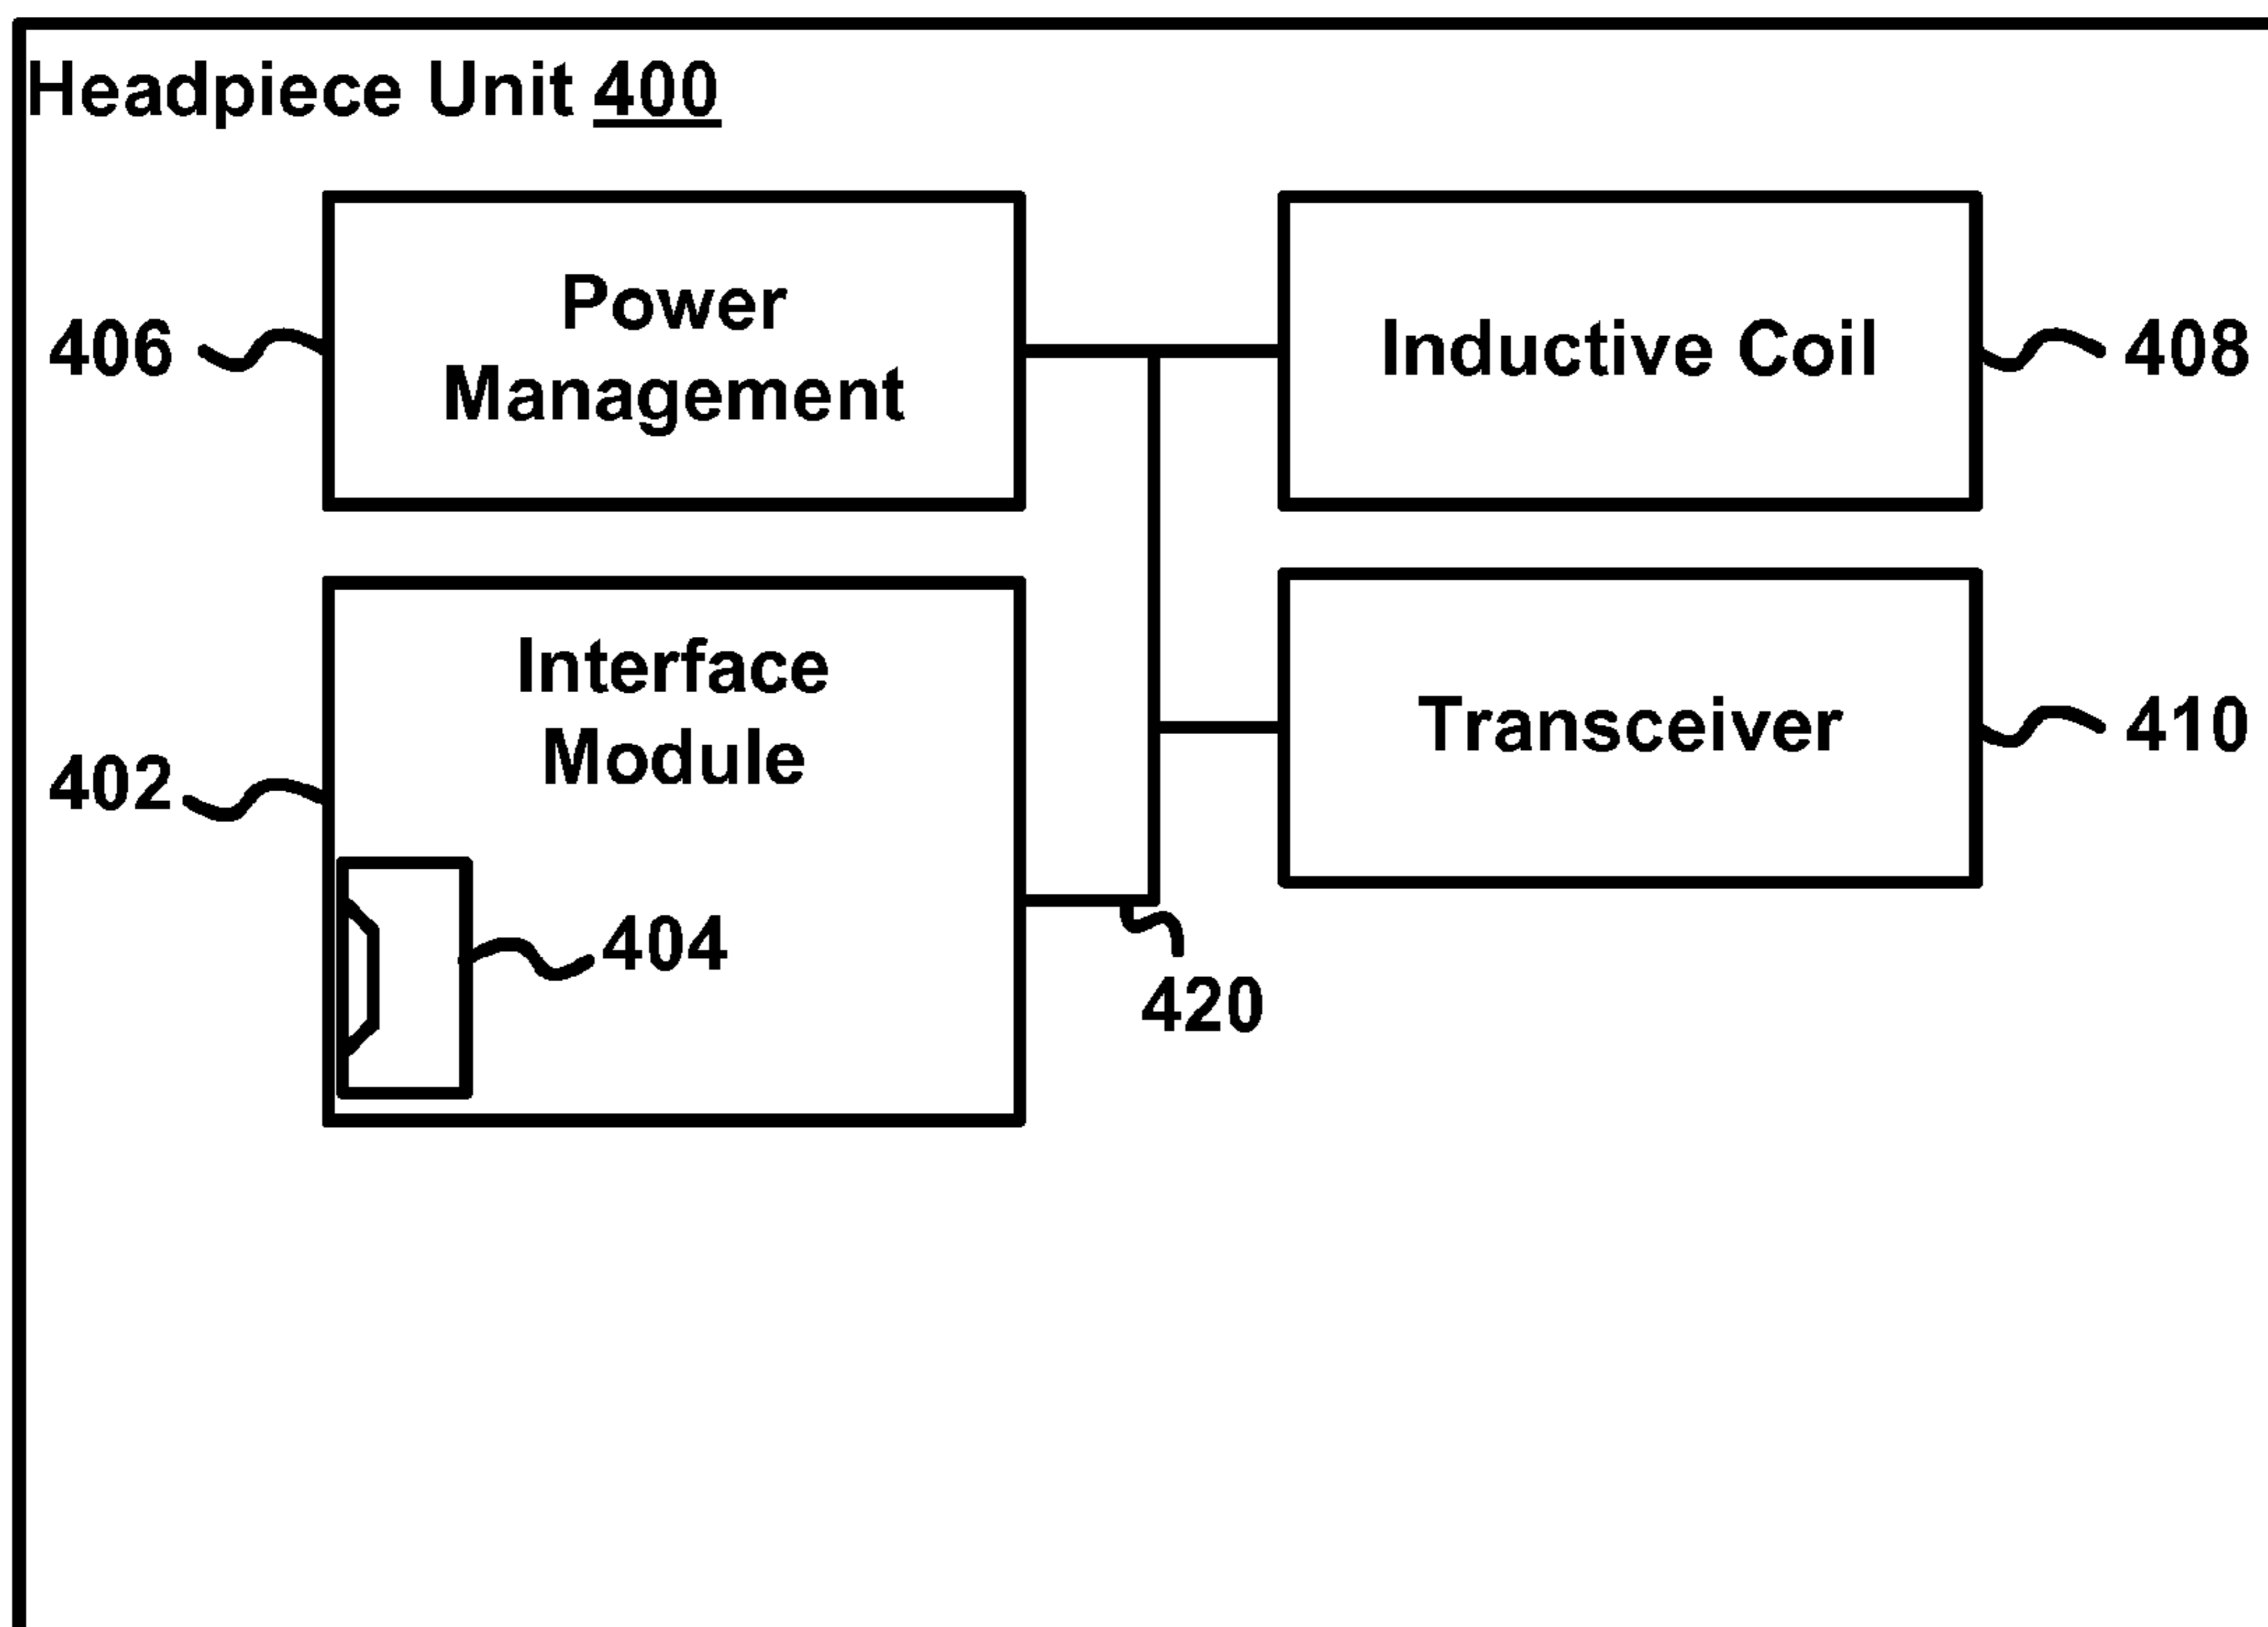 Headpiece Unit 400
Power
Management
406
Inductive Coil
408
Interface
Module
402
404
Transceiver
410
420